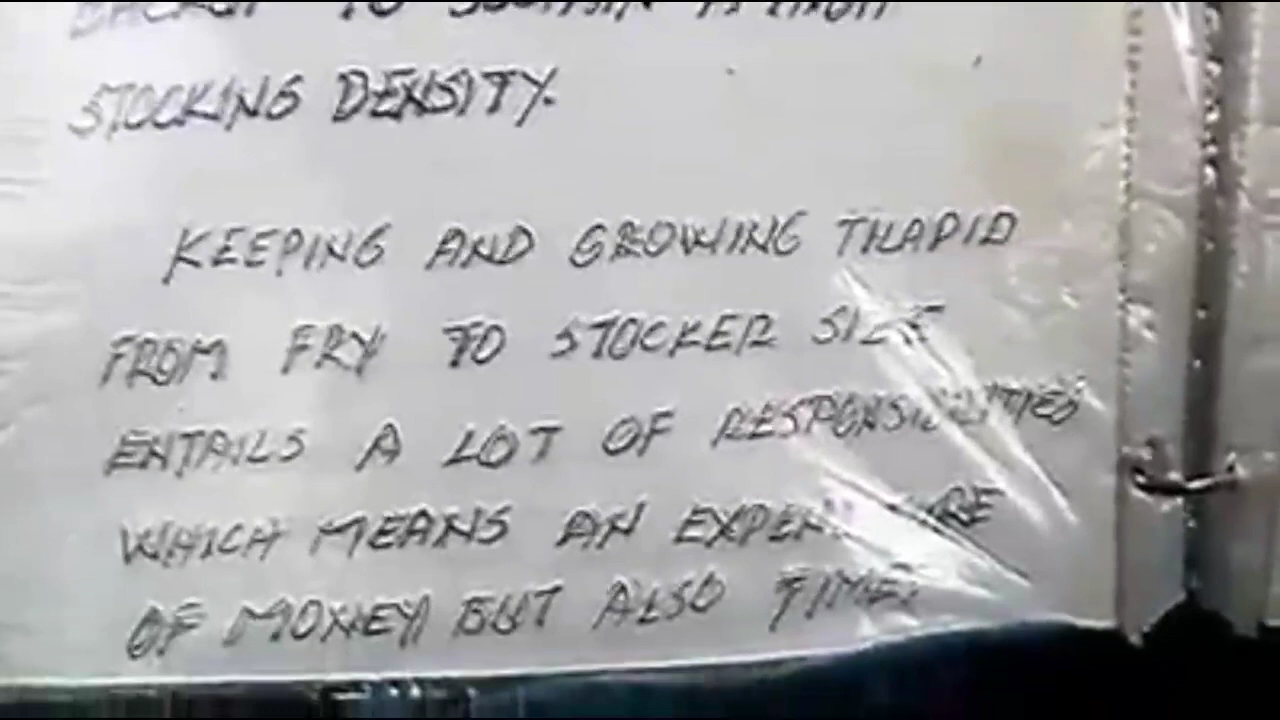 TO
STOCKING DENSITY.
KEEPING AND GROWING TILAPIA
FROM FRY TO STOCKER SIZE
ENTAILS A LOT OF RESPONSIBILITIES
WHICH MEANS AN
OF MONEY BUT ALSO TIME.